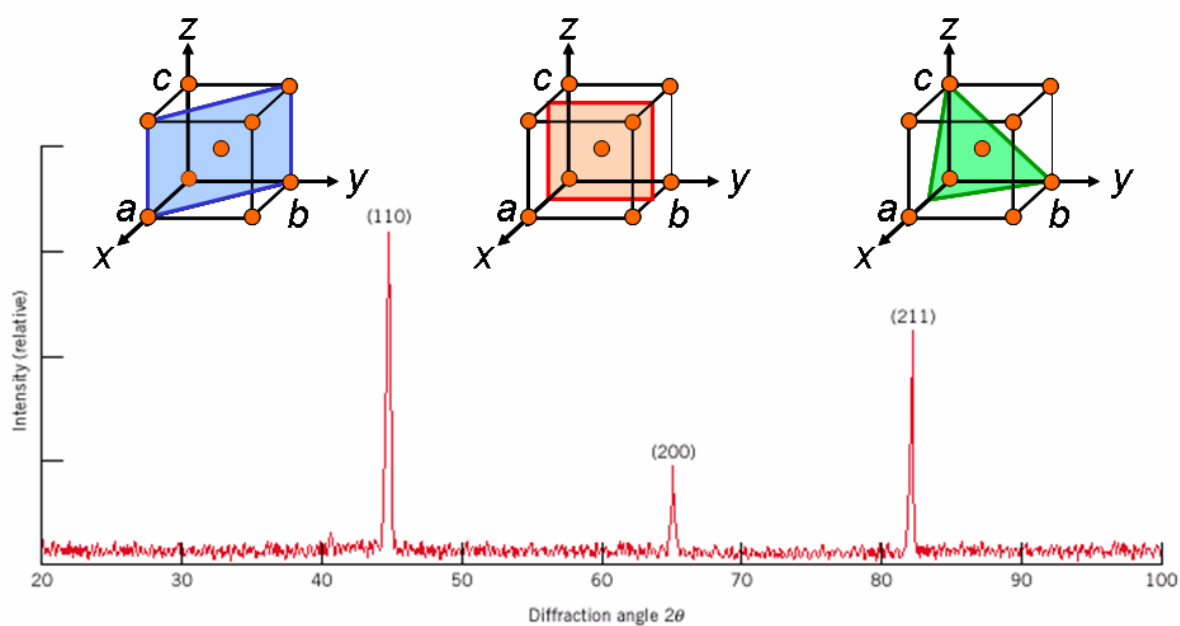 z
c
y
a
b
x
z
c
y
a
b
x
z
c
y
a
b
x
(110)
(200)
(211)
Intensity (relative)
20 30 40 50 60 70 80 90 100
Diffraction angle 2θ